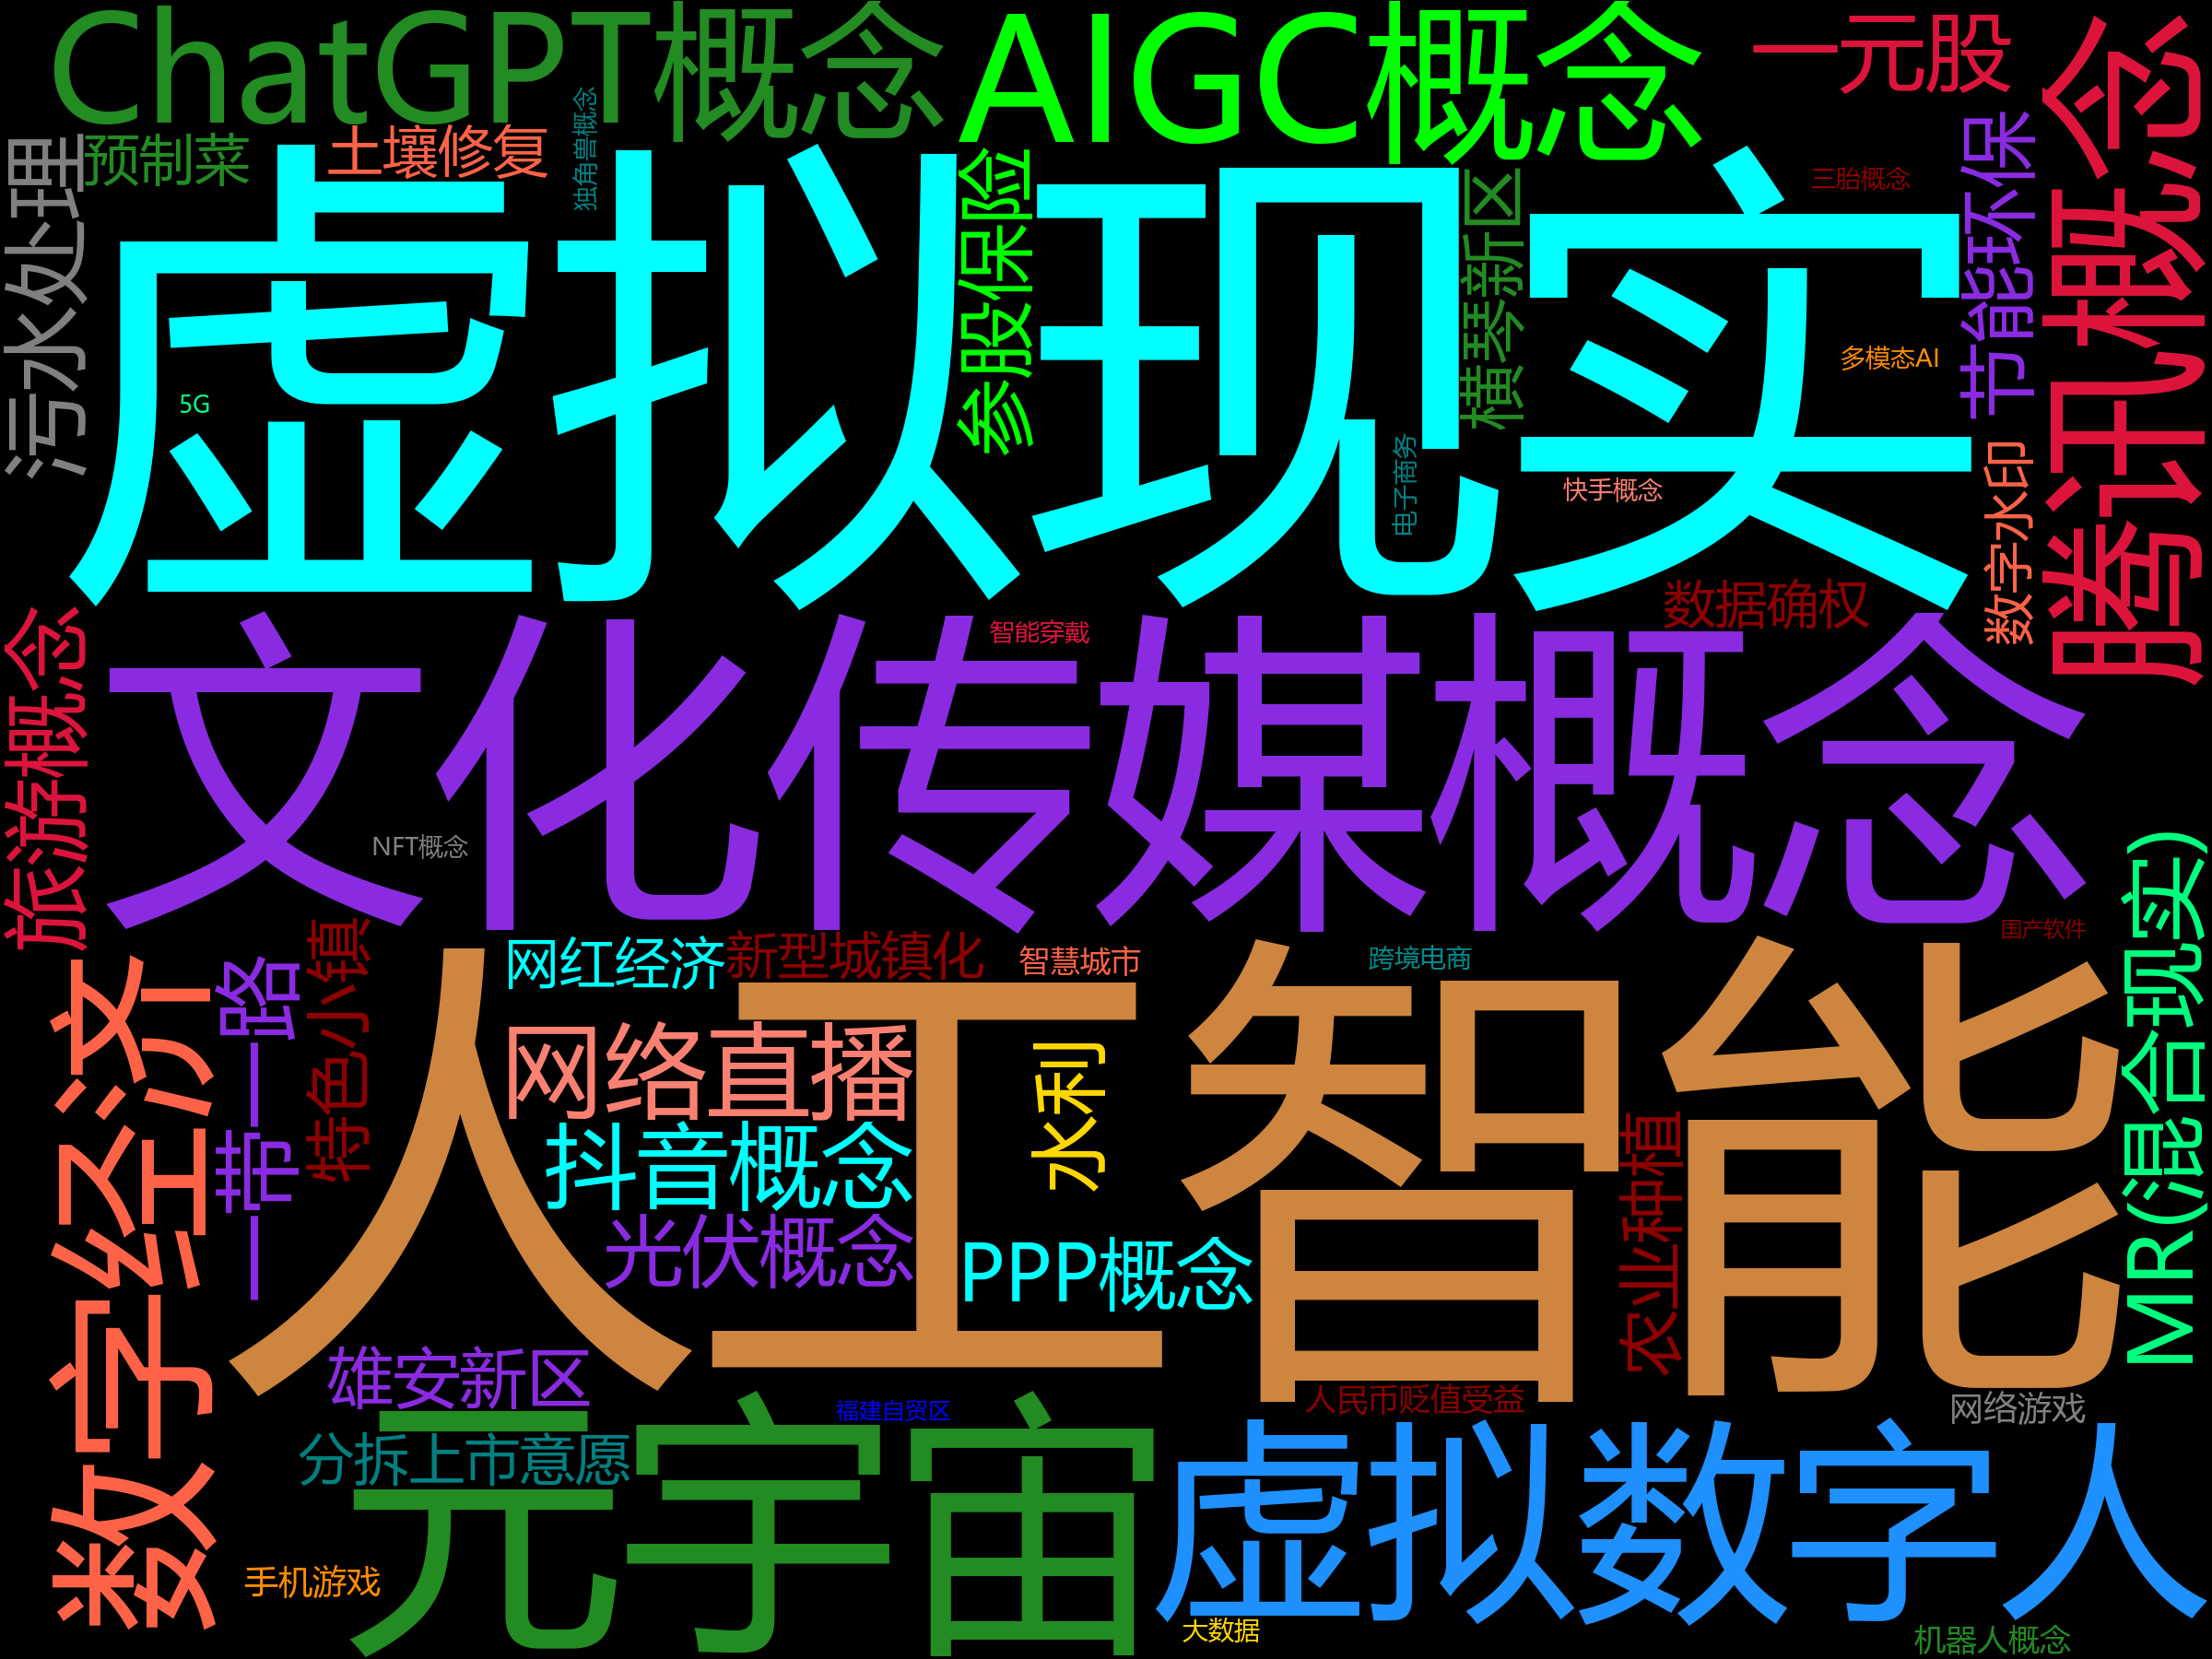 ChatGPT概念
AIGC概念
一元股
腾讯概念
预制菜
土壤修复
独角兽概念
污水处理
虚拟现实
参股保险
横琴新区
三胎概念
节能环保
多模态AI
5G
电子商务
快手概念
数字水印
数据确权
智能穿戴
旅游概念
文化传媒概念
NFT概念
国产软件
网红经济
新型城镇化
智慧城市
跨境电商
特色小镇
一带一路
数字经济
人工智能
网络直播
抖音概念
水利
光伏概念
PPP概念
农业种植
MR(混合现实)
雄安新区
人民币贬值受益
网络游戏
福建自贸区
分拆上市意愿
元宇宙
虚拟数字人
手机游戏
大数据
机器人概念